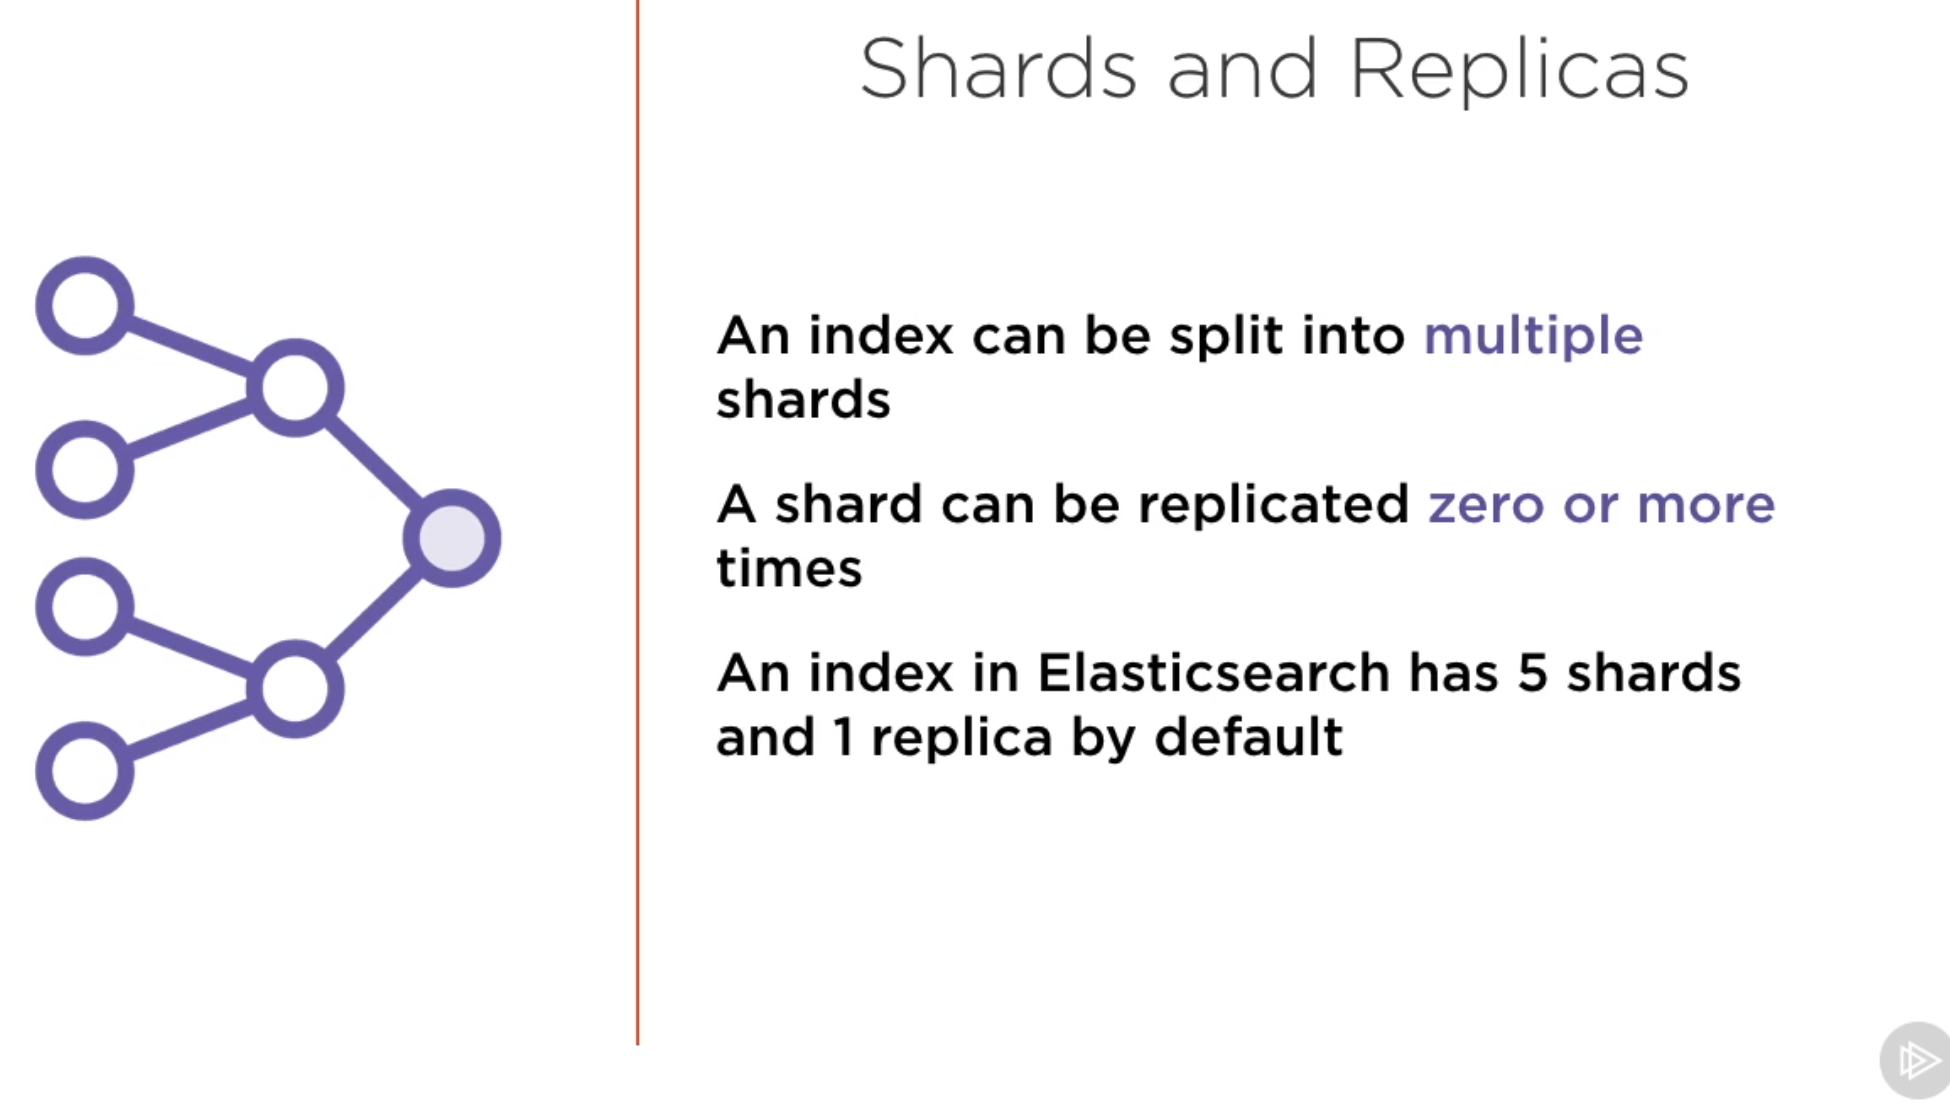 Shards and Replicas
An index can be split into multiple
shards
A shard can be replicated zero or more
times
An index in Elasticsearch has 5 shards
and 1 replica by default